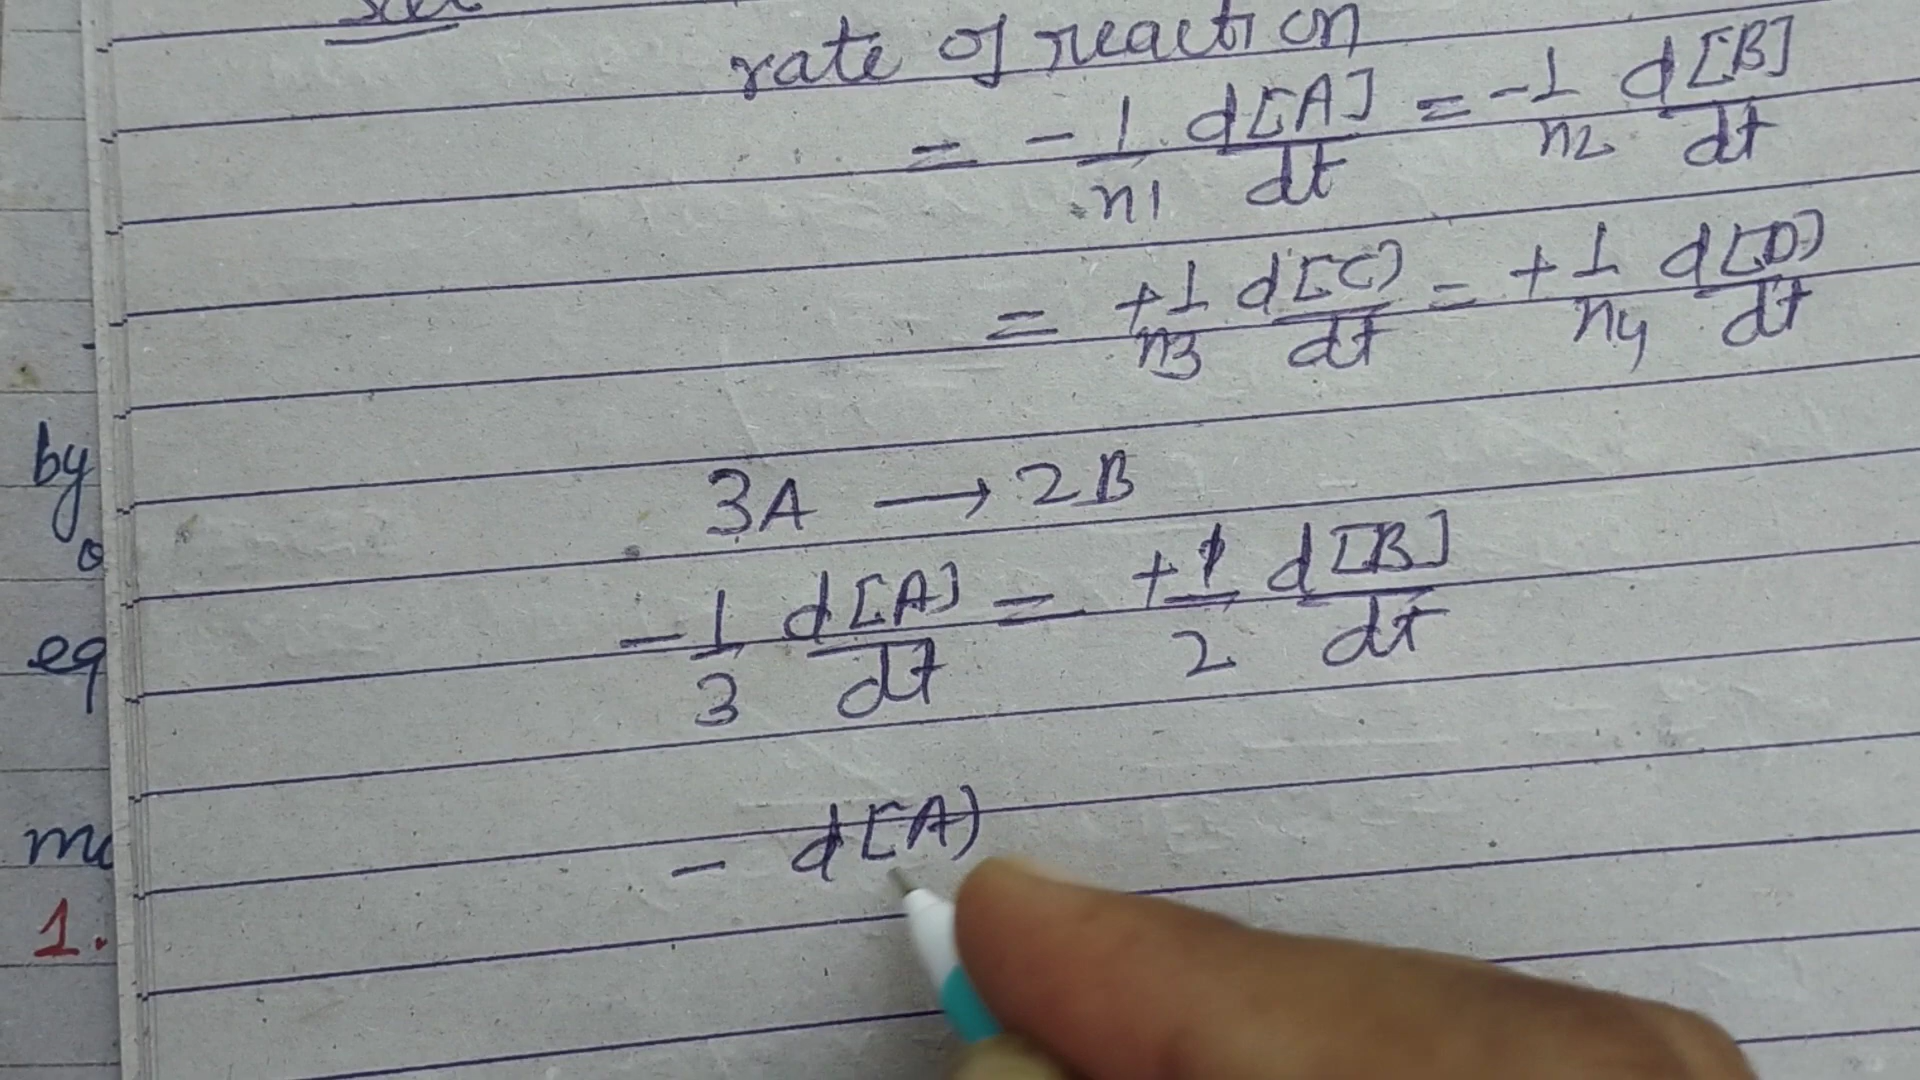 rate of reaction
= -1/n1 d[A]/dt = -1/n2 d[B]/dt
= +1/n3 d[C)/dt = +1/n4 d[D)/dt
by
3A → 2B
-1/3 d[A]/dt = +1/2 d[B]/dt
eq
- d[A)
1.